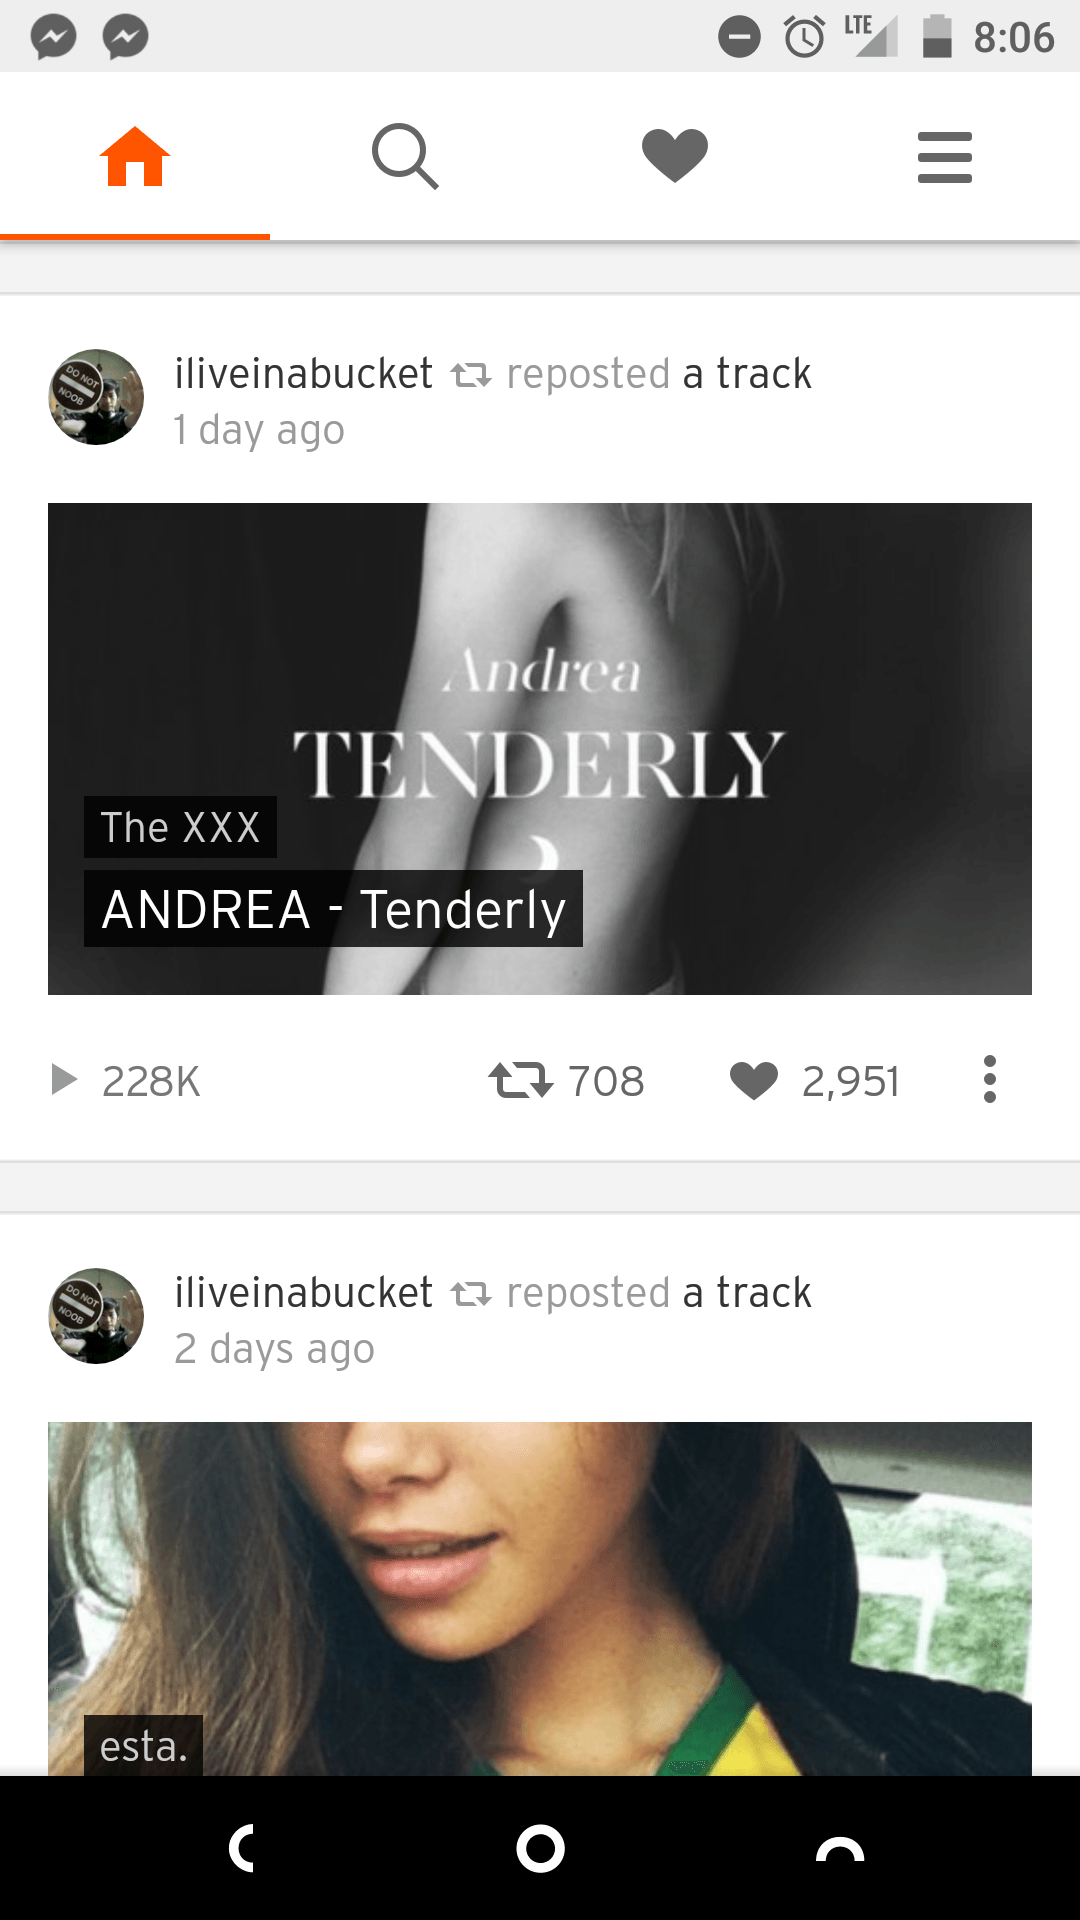 LTE 8:06
iliveinabucket reposted a track
1 day ago
DO NOT
NOOB
Andrea
TENDERLY
The XXX
ANDREA - Tenderly
228K 708 2,951
iliveinabucket reposted a track
2 days ago
DO NOT
NOOB
esta.